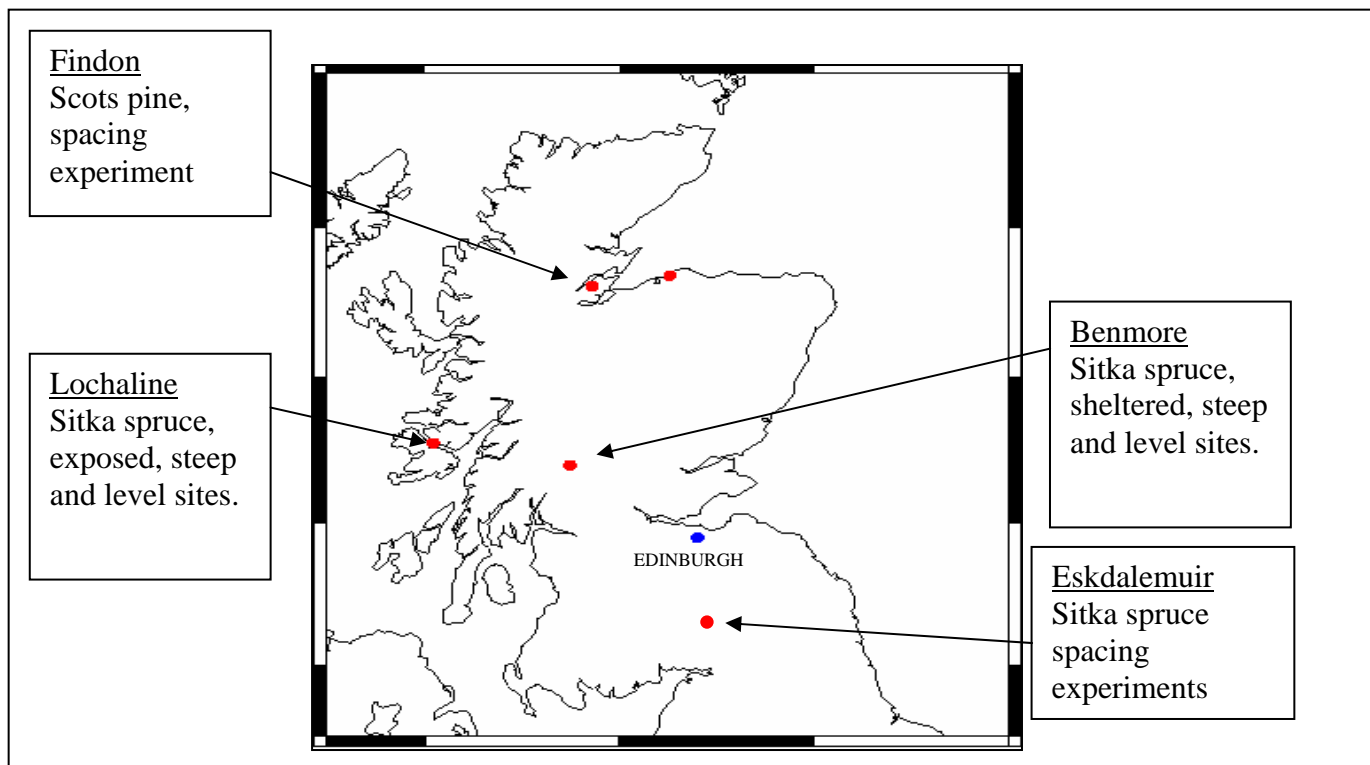 Findon
Scots pine,
spacing
experiment
Lochaline
Sitka spruce,
exposed, steep
and level sites.
Benmore
Sitka spruce,
sheltered, steep
and level sites.
EDINBURGH
Eskdalemuir
Sitka spruce
spacing
experiments